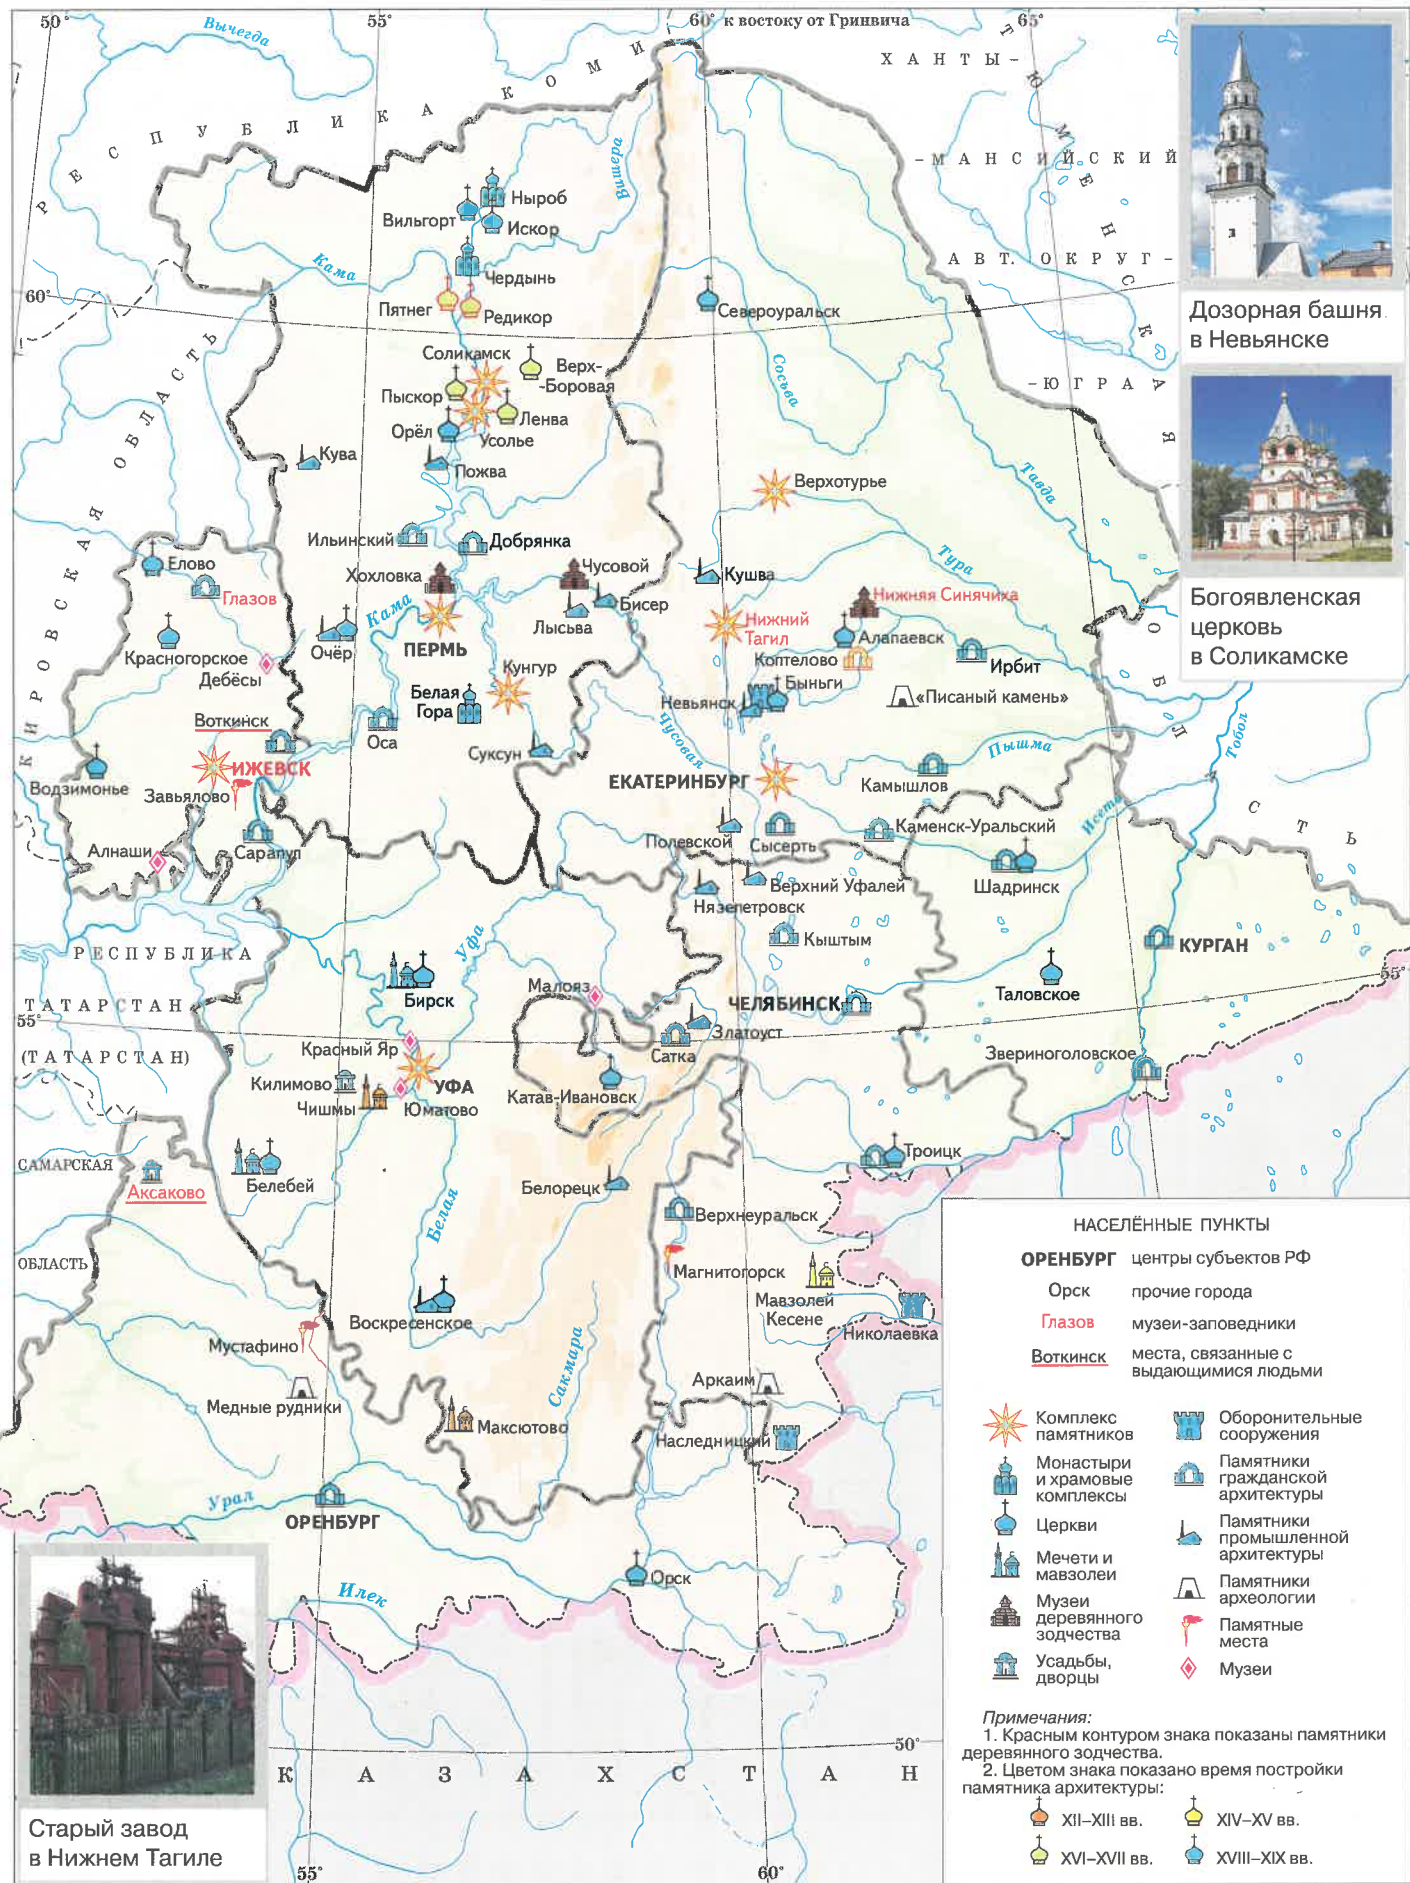 50°
55°
60° к востоку от Гринвича
65°
Вычегда
РЕСПУБЛИКА КОМИ
ХАНТЫ-
-МАНСИЙСКИЙ
АВТ. ОКРУГ-
-ЮГРА
ТЮМЕНСКАЯ ОБЛАСТЬ
Дозорная башня
в Невьянске
Вишера
Ныроб
Вильгорт
Искор
Кама
Чердынь
60°
Пятнег
Редикор
Североуральск
Соликамск
Верх-
-Боровая
Сосьва
Пыскор
Ленва
Орёл
Усолье
Кува
Пожва
КИРОВСКАЯ ОБЛАСТЬ
Верхотурье
Тавда
Ильинский
Добрянка
Елово
Хохловка
Чусовой
Кушва
Тура
Глазов
Бисер
Нижняя Синячиха
Богоявленская
церковь
в Соликамске
Кама
Лысьва
Нижний
Тагил
Алапаевск
Красногорское
Очёр
ПЕРМЬ
Коптелово
Ирбит
Дебёсы
Кунгур
Быньги
Белая
Гора
Невьянск
«Писаный камень»
Воткинск
Оса
Чусовая
Тобол
Суксун
Пышма
ИЖЕВСК
ЕКАТЕРИНБУРГ
Водзимонье
Завьялово
Камышлов
Исеть
Каменск-Уральский
Алнаши
Сарапул
Полевской
Сысерть
Шадринск
Верхний Уфалей
Нязепетровск
РЕСПУБЛИКА
Уфа
Кыштым
КУРГАН
55°
Бирск
Малояз
Таловское
ТАТАРСТАН
ЧЕЛЯБИНСК
55°
Златоуст
(ТАТАРСТАН)
Красный Яр
Сатка
Звериноголовское
Килимово
УФА
Чишмы
Юматово
Катав-Ивановск
САМАРСКАЯ
Троицк
Аксаково
Белебей
Белорецк
Белая
Верхнеуральск
ОБЛАСТЬ
Магнитогорск
Мавзолей
Кесене
Воскресенское
Николаевка
Мустафино
Сакмара
Аркаим
Медные рудники
Максютово
Наследницкий
Урал
ОРЕНБУРГ
Орск
Илек
КАЗАХСТАН
50°
55°
60°
Старый завод
в Нижнем Тагиле
НАСЕЛЁННЫЕ ПУНКТЫ
ОРЕНБУРГ центры субъектов РФ
Орск прочие города
Глазов музеи-заповедники
Воткинск места, связанные с
выдающимися людьми
Комплекс
памятников
Монастыри
и храмовые
комплексы
Церкви
Мечети и
мавзолеи
Музеи
деревянного
зодчества
Усадьбы,
дворцы
Оборонительные
сооружения
Памятники
гражданской
архитектуры
Памятники
промышленной
архитектуры
Памятники
археологии
Памятные
места
Музеи
Примечания:
1. Красным контуром знака показаны памятники
деревянного зодчества.
2. Цветом знака показано время постройки
памятника архитектуры:
XII–XIII вв.
XIV–XV вв.
XVI–XVII вв.
XVIII–XIX вв.